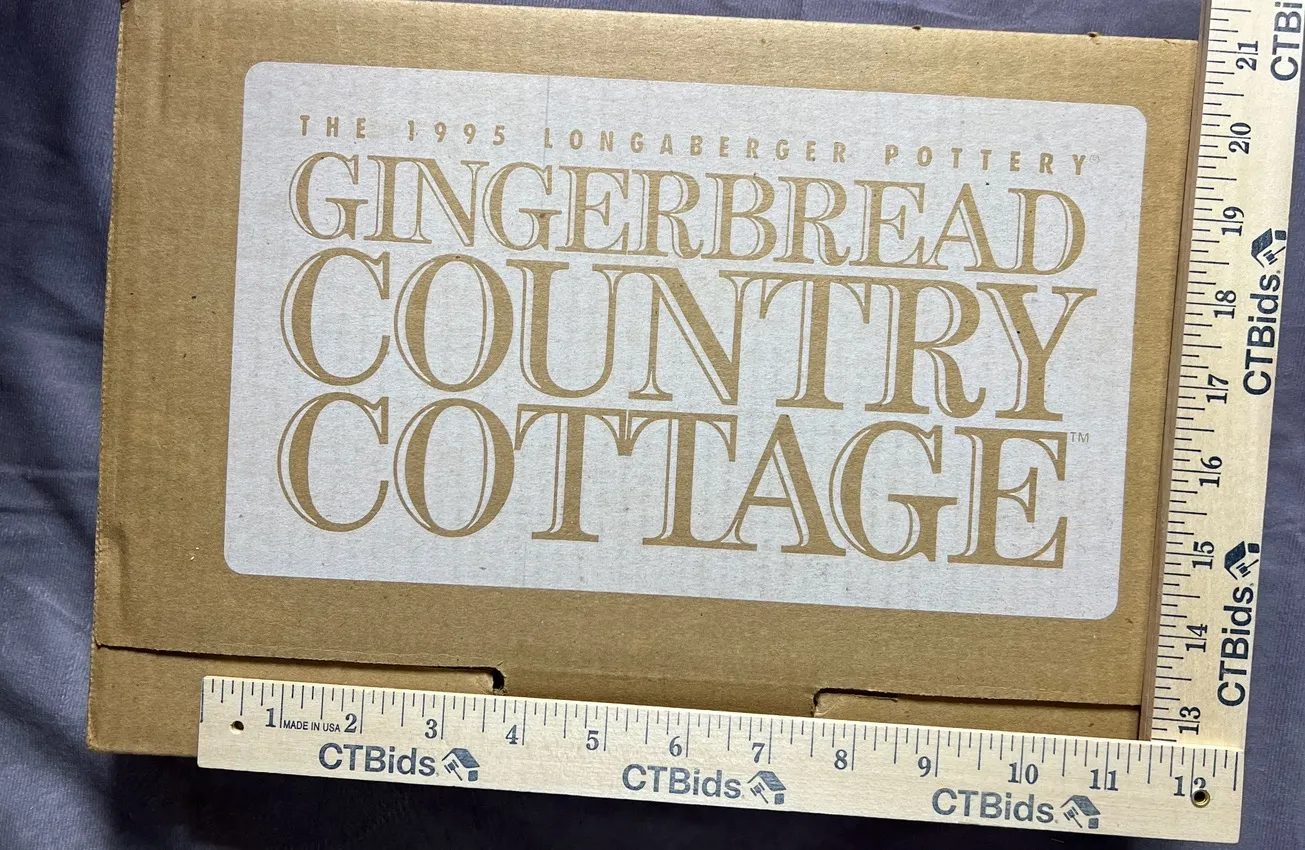 THE 1995 LONGABERGER POTTERY®
GINGERBREAD
COUNTRY
COTTAGE™
1 MADE IN USA 2 3 4 5 6 7 8 9 10 11 12
CTBids CTBids CTBids
13 14 15 16 17 18 19 20 21
CTBids CTBids CTBi